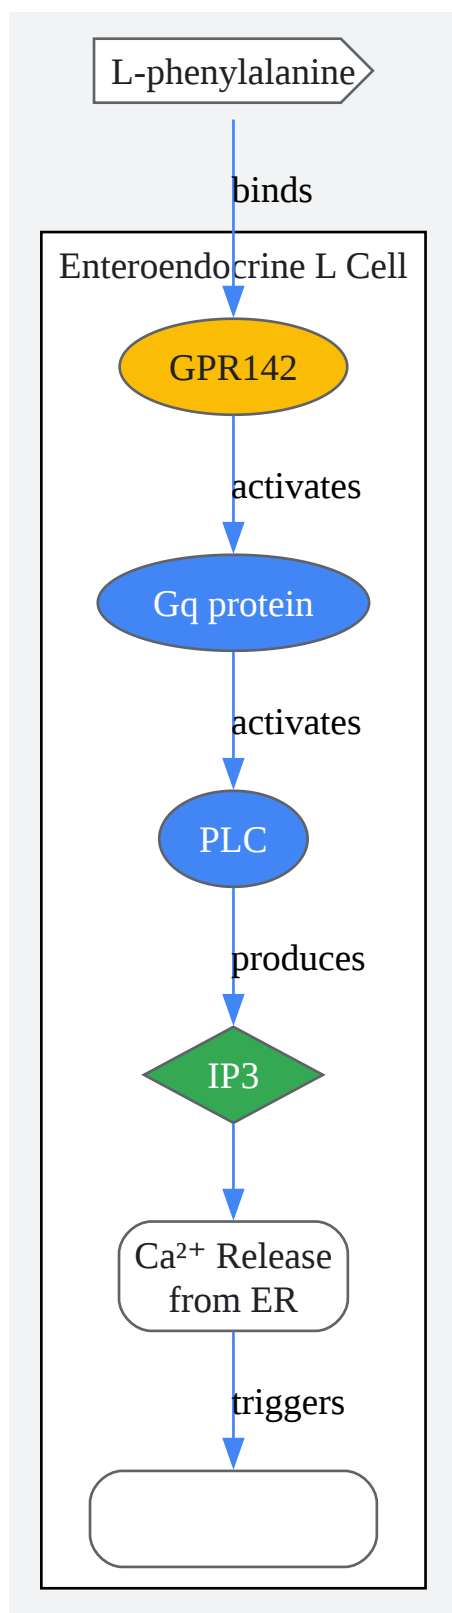 L-phenylalanine
binds
Enteroendocrine L Cell
GPR142
activates
Gq protein
activates
PLC
produces
IP3
Ca²⁺ Release
from ER
triggers